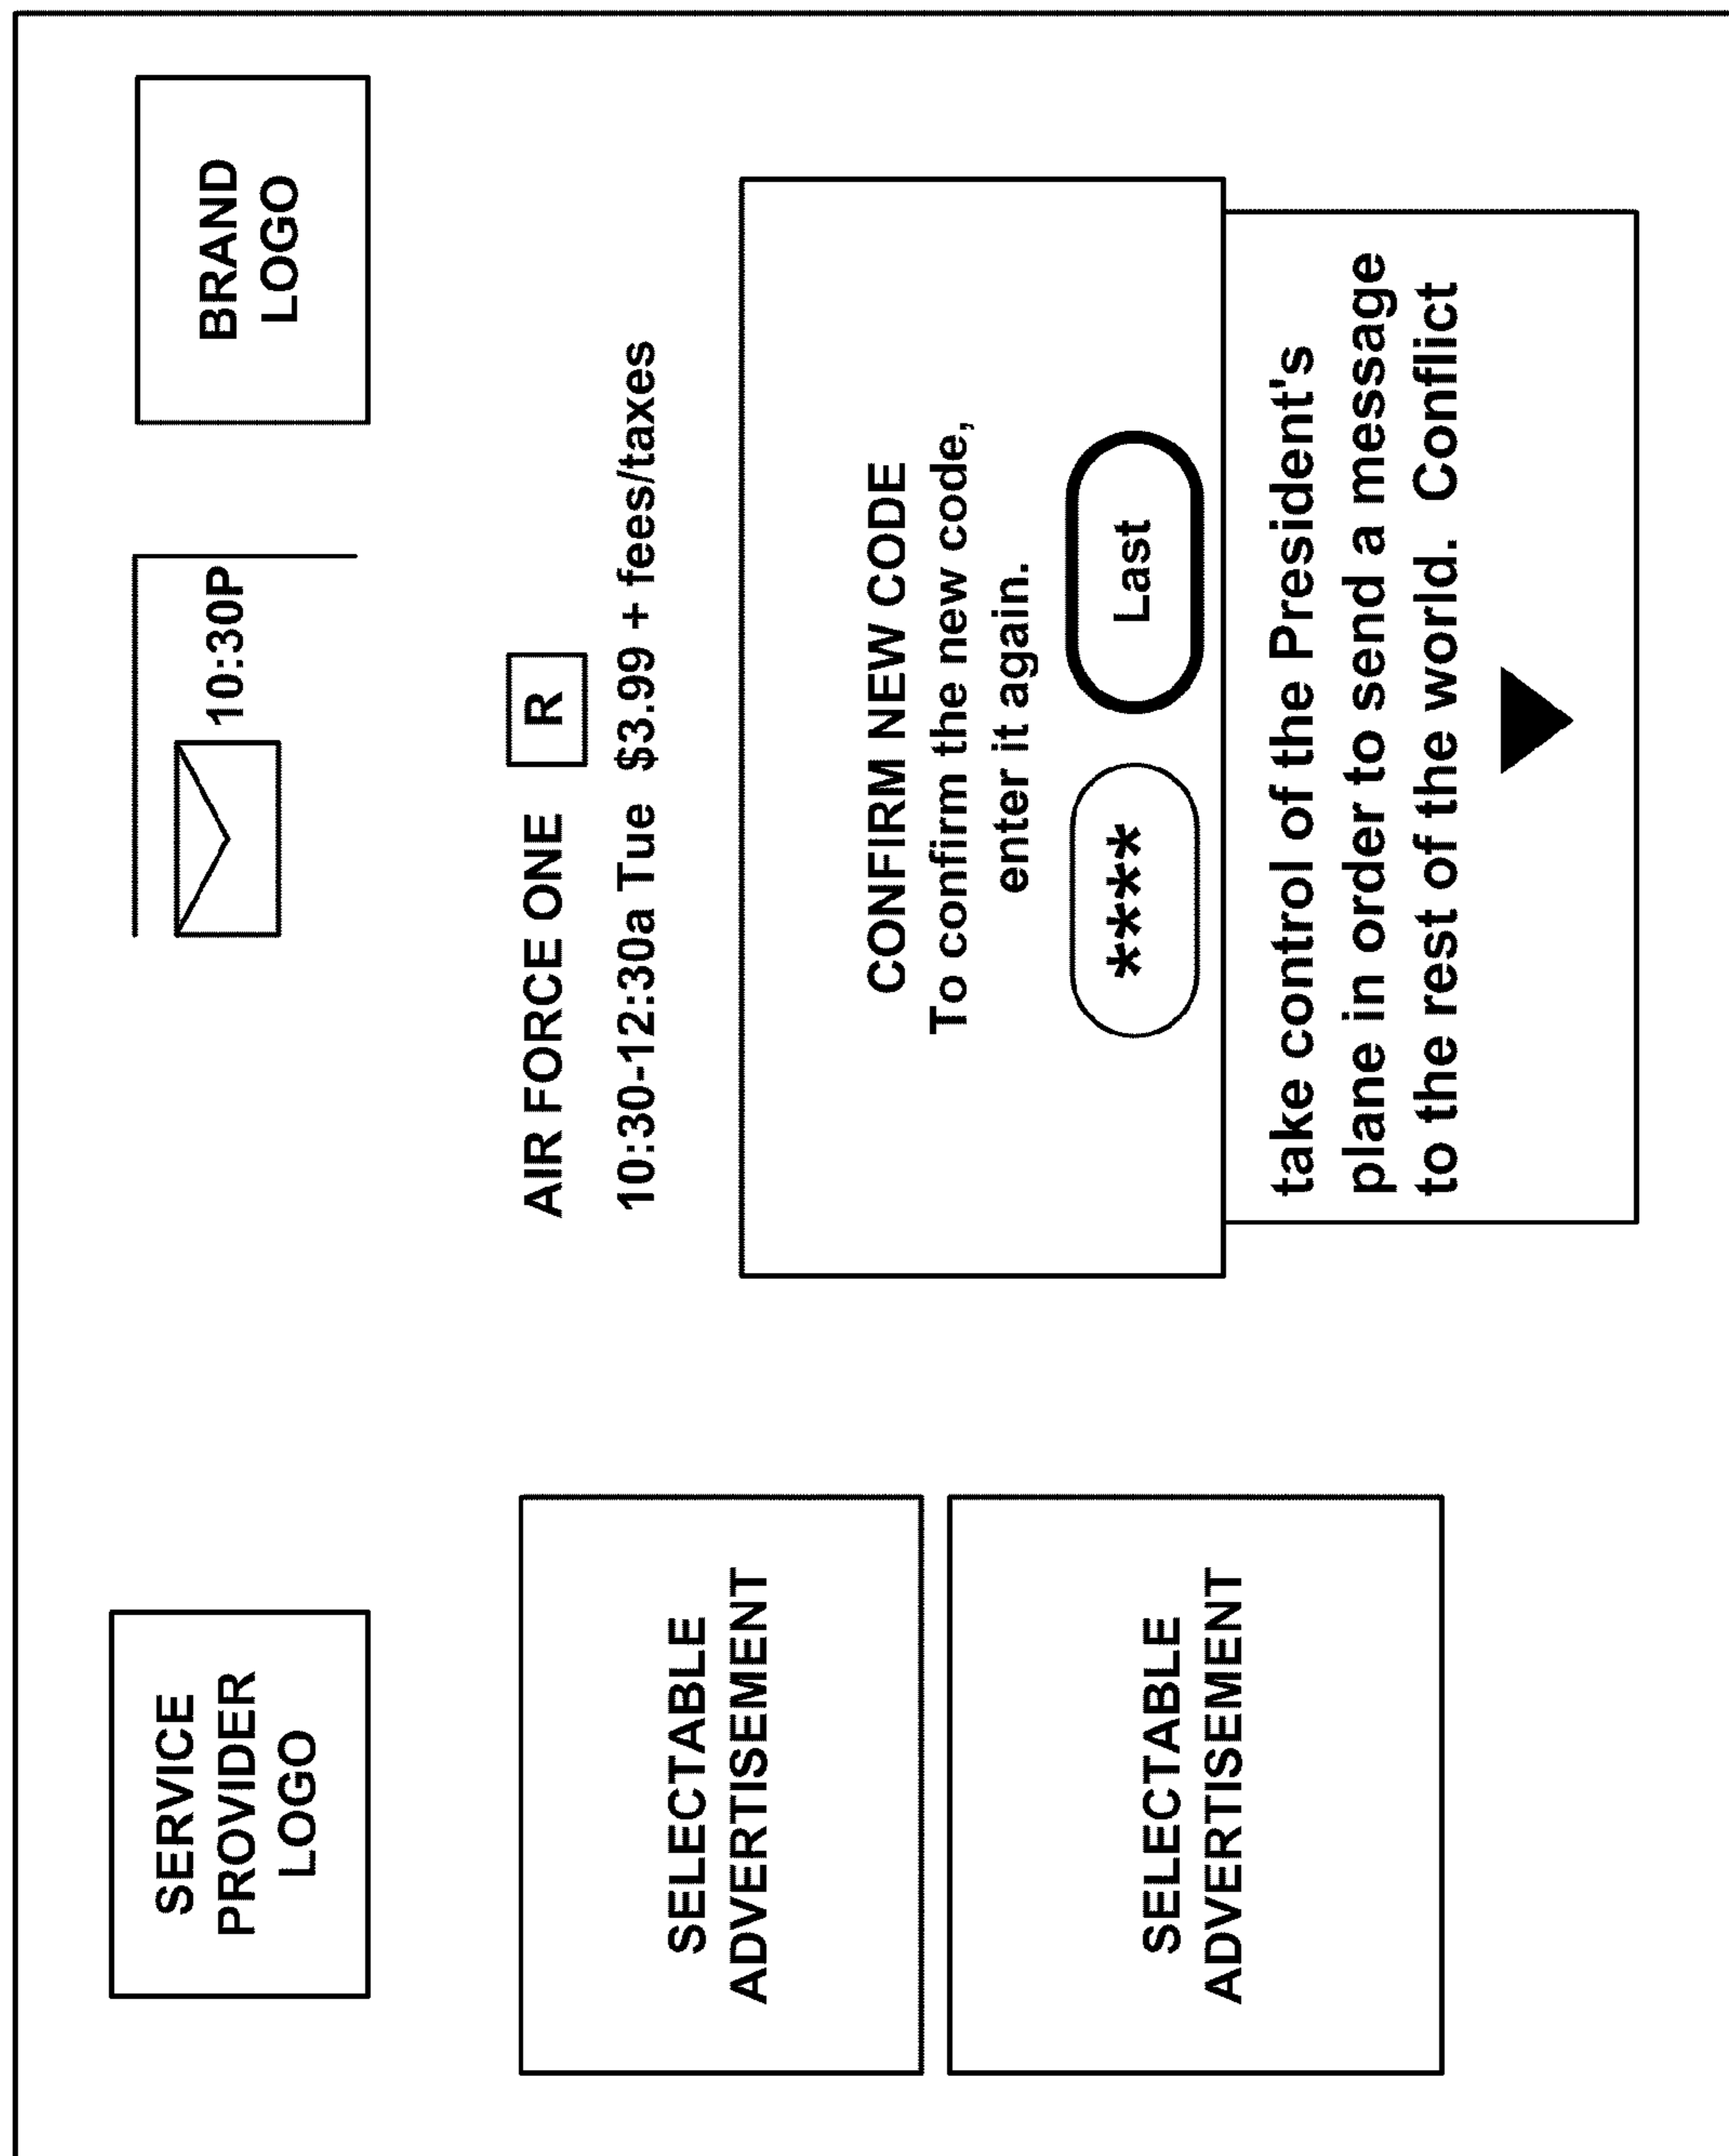 SERVICE
PROVIDER
LOGO
10:30P
BRAND
LOGO
AIR FORCE ONE R
10:30-12:30a Tue $3.99 + fees/taxes
SELECTABLE
ADVERTISEMENT
SELECTABLE
ADVERTISEMENT
CONFIRM NEW CODE
To confirm the new code,
enter it again.
**** Last
take control of the President's
plane in order to send a message
to the rest of the world. Conflict